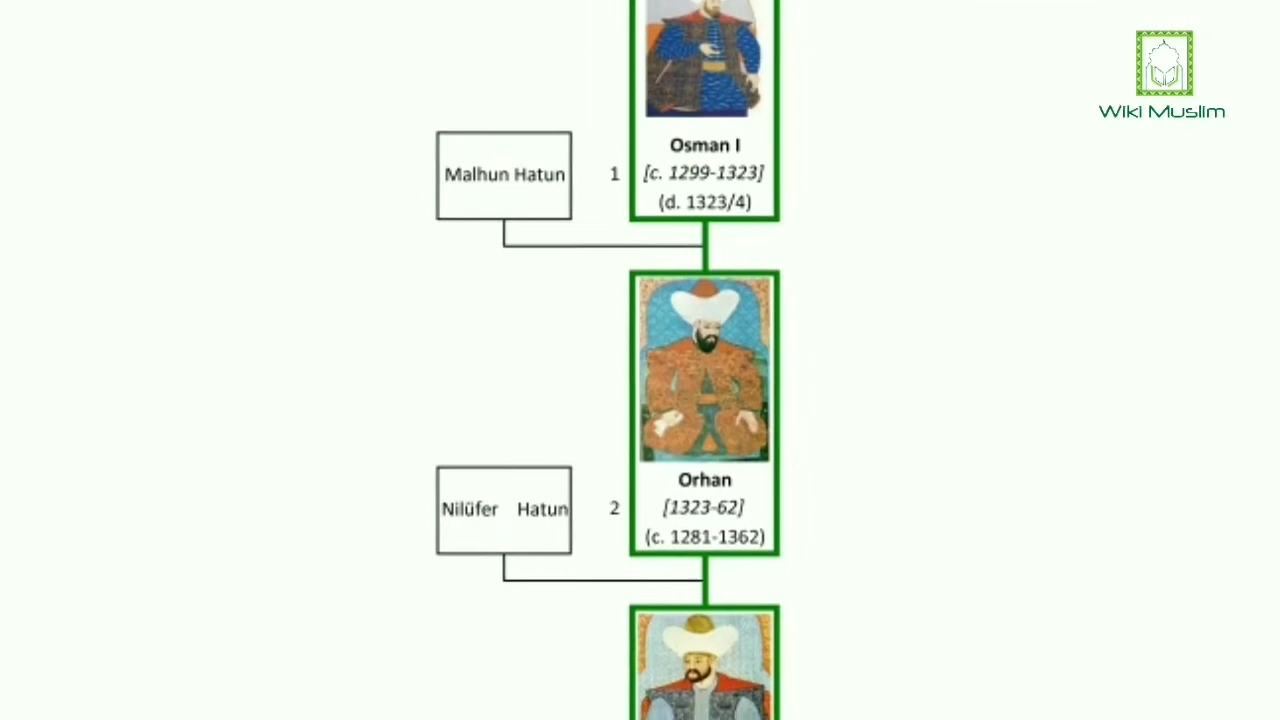 Wiki Muslim
Osman I
Malhun Hatun
1
[c. 1299-1323]
(d. 1323/4)
Orhan
Nilüfer Hatun
2
[1323-62]
(c. 1281-1362)